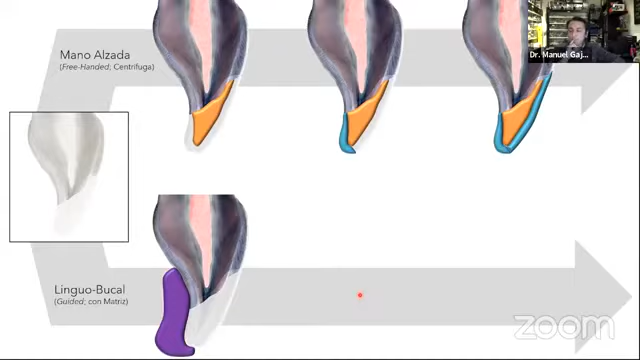 Mano Alzada
(Free-Handed; Centrífuga)
Dr. Manuel Gaj...
Linguo-Bucal
(Guided; con Matriz)
zoom